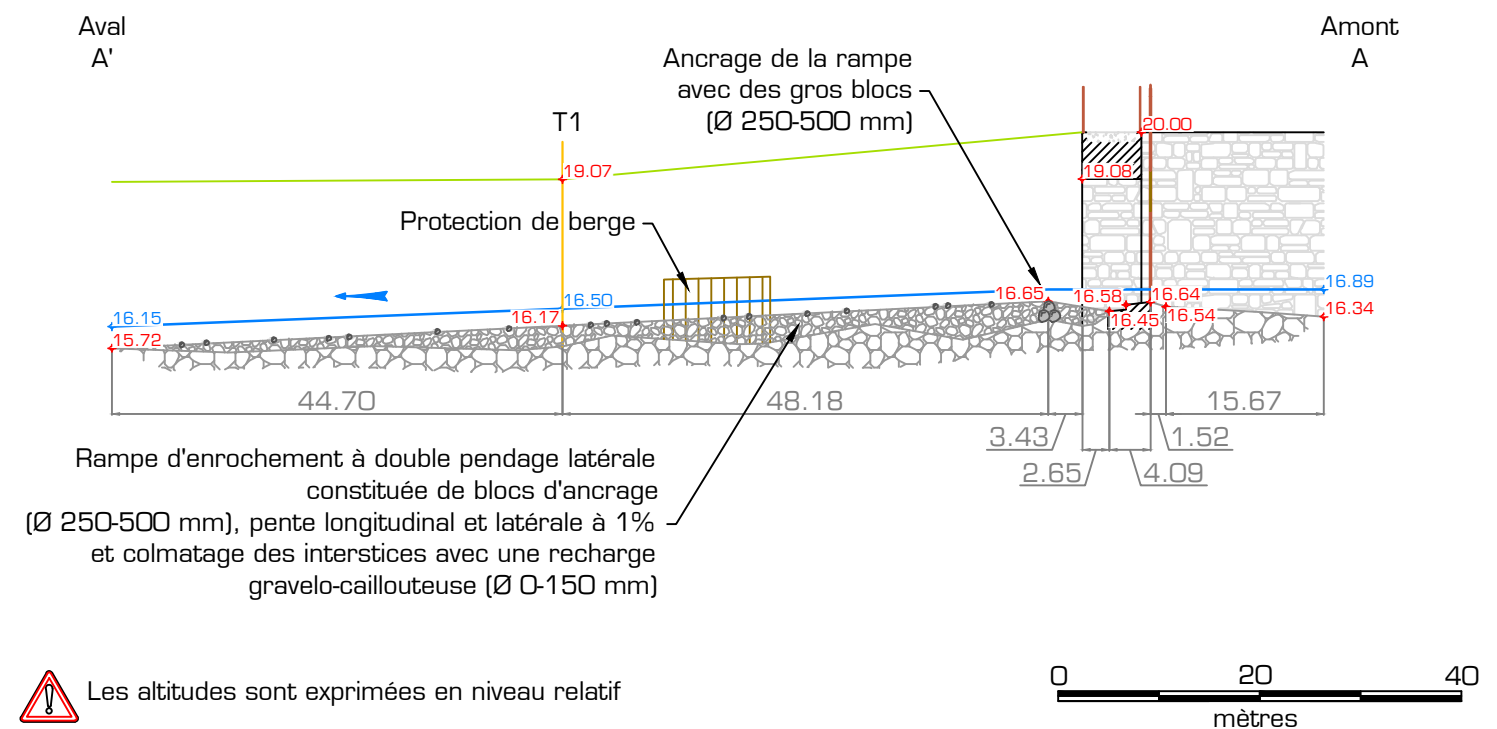 Aval
A'
Amont
A
Ancrage de la rampe
avec des gros blocs
(Ø 250-500 mm)
T1
20.00
19.07
19.08
Protection de berge
16.89
16.50
16.65
16.58
16.64
16.15
16.17
16.45
16.54
16.34
15.72
44.70
48.18
15.67
3.43
1.52
2.65
4.09
Rampe d'enrochement à double pendage latérale
constituée de blocs d'ancrage
(Ø 250-500 mm), pente longitudinal et latérale à 1%
et colmatage des interstices avec une recharge
gravelo-caillouteuse (Ø 0-150 mm)
Les altitudes sont exprimées en niveau relatif
0 20 40
mètres